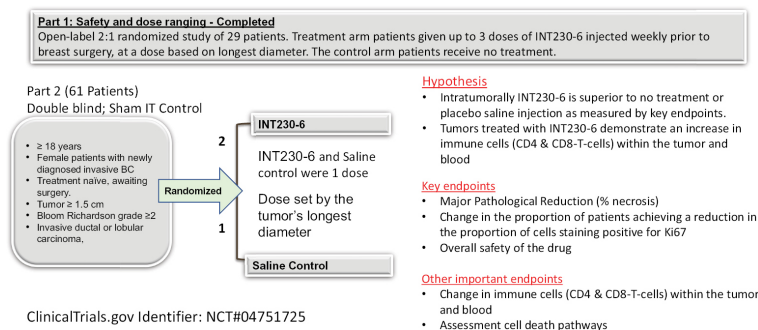 Part 1: Safety and dose ranging - Completed
Open-label 2:1 randomized study of 29 patients. Treatment arm patients given up to 3 doses of INT230-6 injected weekly prior to
breast surgery, at a dose based on longest diameter. The control arm patients receive no treatment.
Part 2 (61 Patients)
Double blind; Sham IT Control
• ≥ 18 years
• Female patients with newly
diagnosed invasive BC
• Treatment naïve, awaiting
surgery.
• Tumor ≥ 1.5 cm
• Bloom Richardson grade ≥2
• Invasive ductal or lobular
carcinoma,
Randomized
2
1
INT230-6
INT230-6 and Saline
control were 1 dose
Dose set by the
tumor's longest
diameter
Saline Control
Hypothesis
• Intratumorally INT230-6 is superior to no treatment or
placebo saline injection as measured by key endpoints.
• Tumors treated with INT230-6 demonstrate an increase in
immune cells (CD4 & CD8-T-cells) within the tumor and
blood
Key endpoints
• Major Pathological Reduction (% necrosis)
• Change in the proportion of patients achieving a reduction in
the proportion of cells staining positive for Ki67
• Overall safety of the drug
Other important endpoints
• Change in immune cells (CD4 & CD8-T-cells) within the tumor
and blood
• Assessment cell death pathways
ClinicalTrials.gov Identifier: NCT#04751725